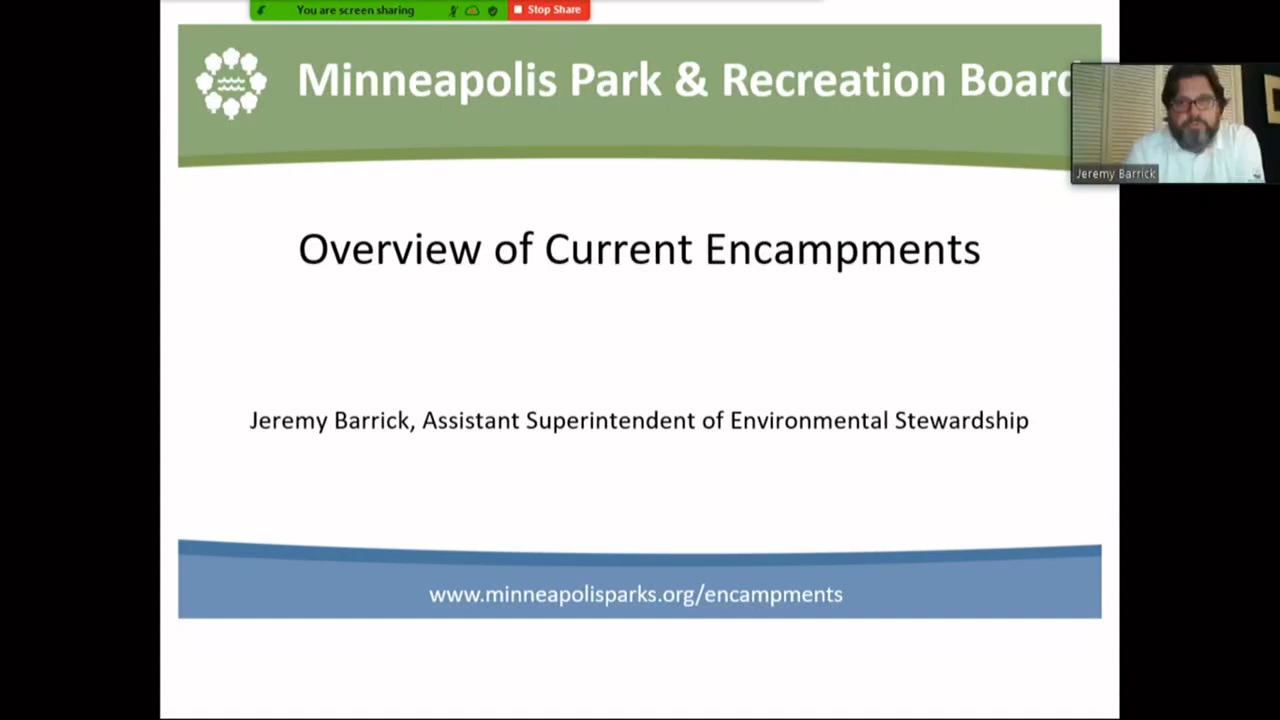 You are screen sharing
Stop Share
Minneapolis Park & Recreation Board
Jeremy Barrick
Overview of Current Encampments
Jeremy Barrick, Assistant Superintendent of Environmental Stewardship
www.minneapolisparks.org/encampments